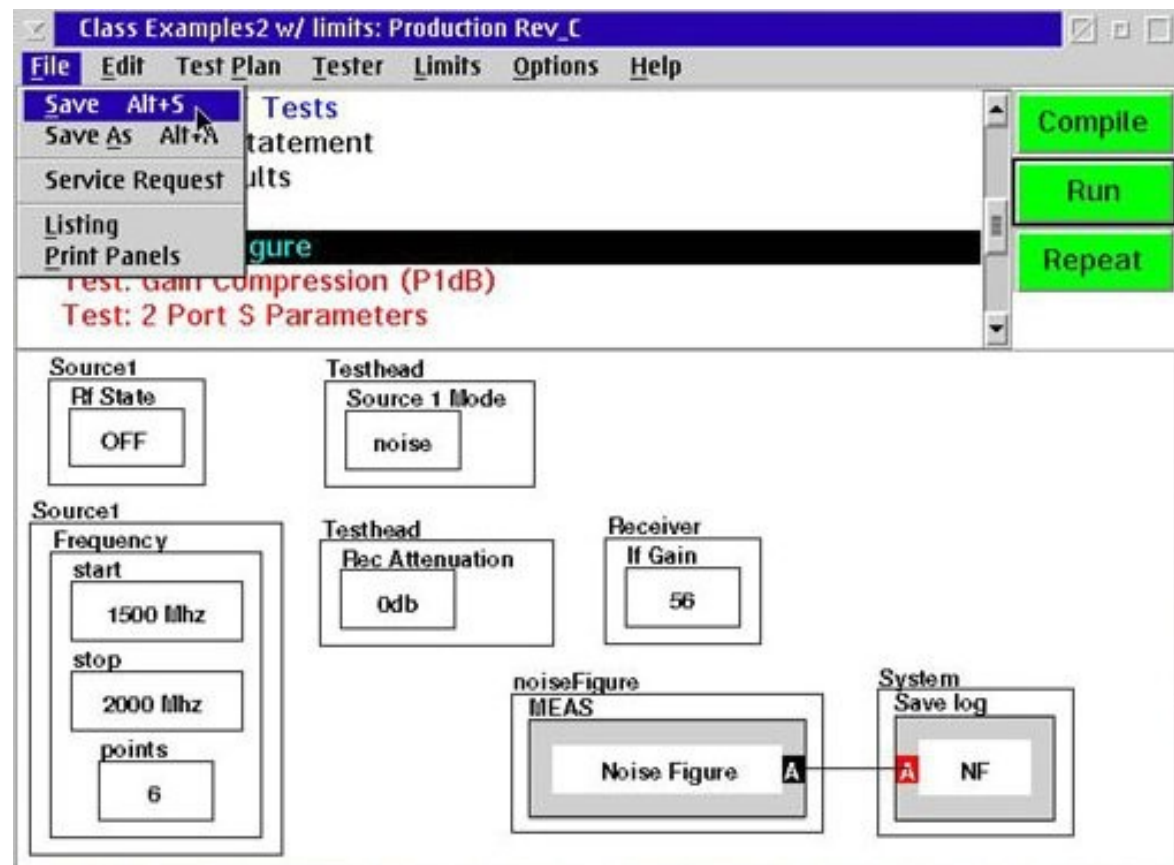 Class Examples2 w/ limits: Production Rev_C
File Edit Test Plan Tester Limits Options Help
Save Alt+S
Save As Alt+A
Service Request
Listing
Print Panels
Tests
tatement
ults
gure
Test: Gain Compression (P1dB)
Test: 2 Port S Parameters
Compile
Run
Repeat
Source1
Rf State
OFF
Testhead
Source 1 Mode
noise
Source1
Frequency
start
1500 Mhz
stop
2000 Mhz
points
6
Testhead
Rec Attenuation
0db
Receiver
If Gain
56
noiseFigure
MEAS
Noise Figure A
System
Save log
A NF